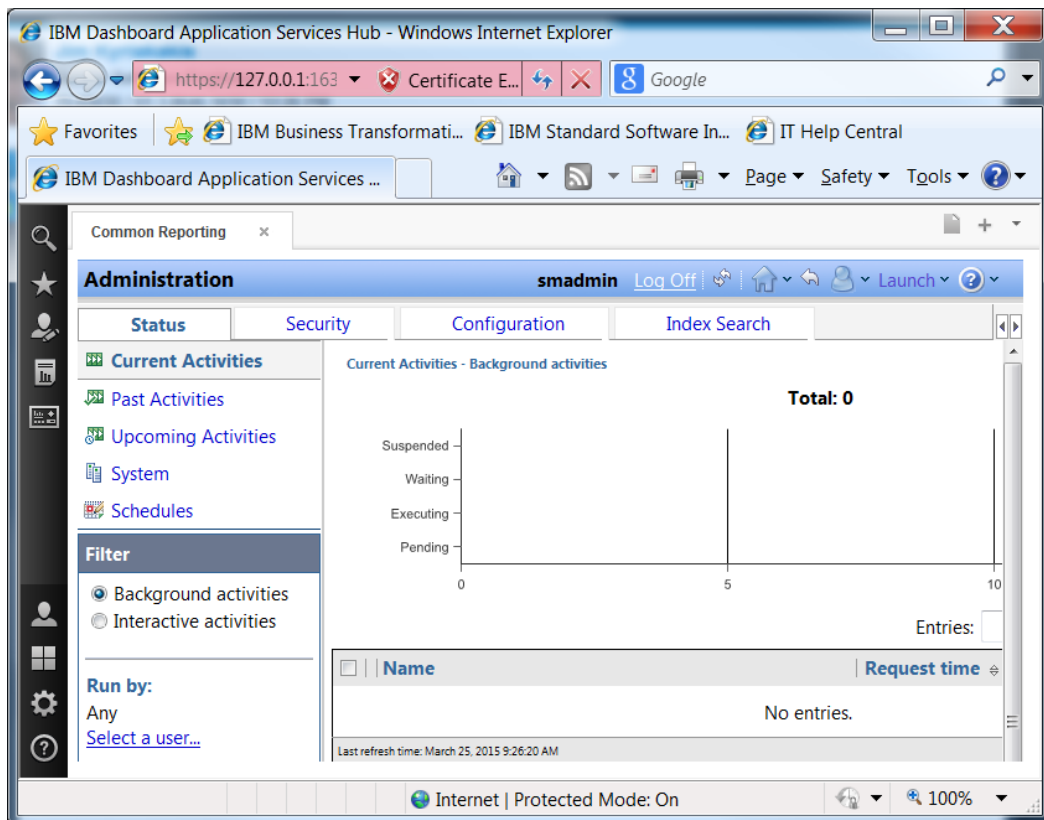 IBM Dashboard Application Services Hub - Windows Internet Explorer
https://127.0.0.1:163 Certificate E... Google
Favorites IBM Business Transformati... IBM Standard Software In... IT Help Central
IBM Dashboard Application Services ... Page Safety Tools
Common Reporting
Administration smadmin Log Off Launch
Status Security Configuration Index Search
Current Activities
Past Activities
Upcoming Activities
System
Schedules
Filter
Background activities
Interactive activities
Run by:
Any
Select a user...
Current Activities - Background activities
Total: 0
Suspended
Waiting
Executing
Pending
0 5 10
Entries:
Name Request time
No entries.
Last refresh time: March 25, 2015 9:26:20 AM
Internet | Protected Mode: On 100%